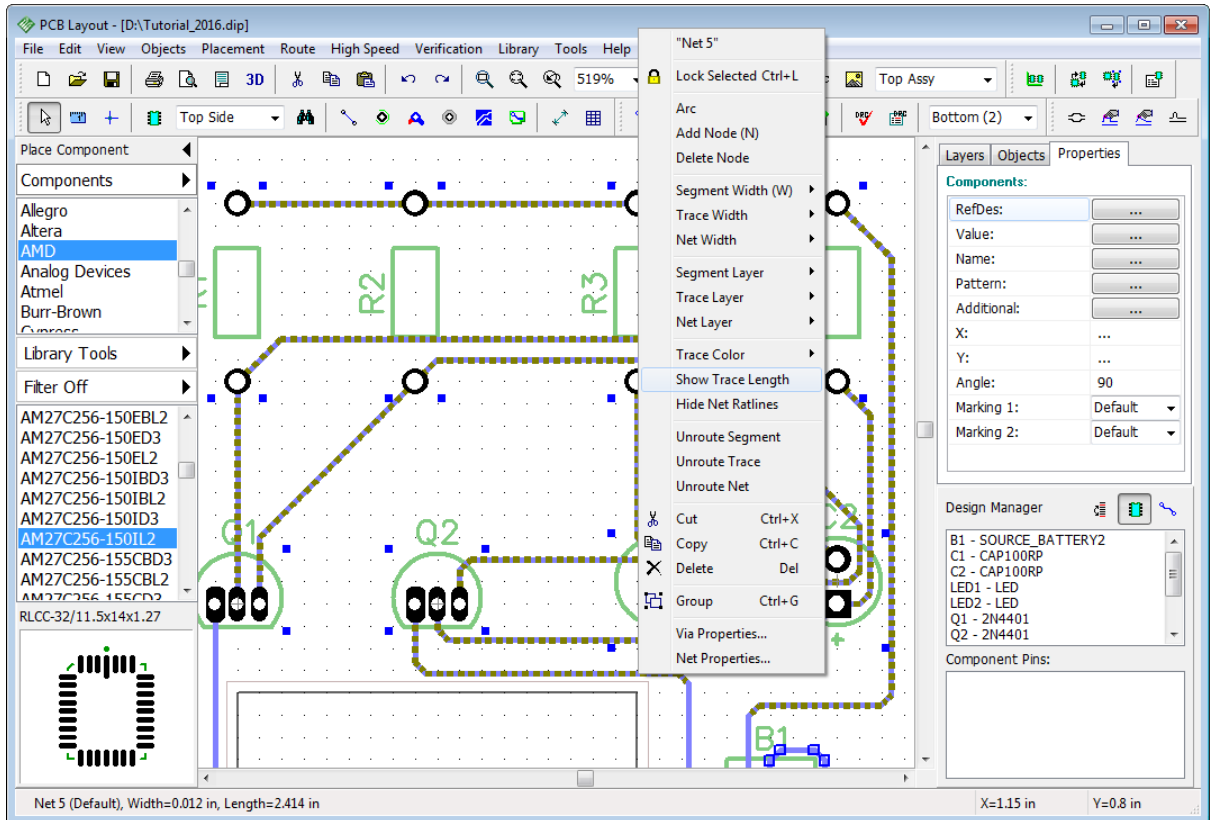 PCB Layout - [D:\Tutorial_2016.dip]
File Edit View Objects Placement Route High Speed Verification Library Tools Help
3D 519% Top Assy
Top Side Bottom (2)
Place Component
Components
Allegro
Altera
AMD
Analog Devices
Atmel
Burr-Brown
Cypress
Library Tools
Filter Off
AM27C256-150EBL2
AM27C256-150ED3
AM27C256-150EL2
AM27C256-150IBD3
AM27C256-150IBL2
AM27C256-150ID3
AM27C256-150IL2
AM27C256-155CBD3
AM27C256-155CBL2
AM27C256-155CD3
RLCC-32/11.5x14x1.27
R2
R3
Q1
Q2
C2
+
B1
"Net 5"
Lock Selected Ctrl+L
Arc
Add Node (N)
Delete Node
Segment Width (W)
Trace Width
Net Width
Segment Layer
Trace Layer
Net Layer
Trace Color
Show Trace Length
Hide Net Ratlines
Unroute Segment
Unroute Trace
Unroute Net
Cut Ctrl+X
Copy Ctrl+C
Delete Del
Group Ctrl+G
Via Properties...
Net Properties...
Layers Objects Properties
Components:
RefDes: ...
Value: ...
Name: ...
Pattern: ...
Additional: ...
X: ...
Y: ...
Angle: 90
Marking 1: Default
Marking 2: Default
Design Manager
B1 - SOURCE_BATTERY2
C1 - CAP100RP
C2 - CAP100RP
LED1 - LED
LED2 - LED
Q1 - 2N4401
Q2 - 2N4401
Component Pins:
Net 5 (Default), Width=0.012 in, Length=2.414 in
X=1.15 in Y=0.8 in